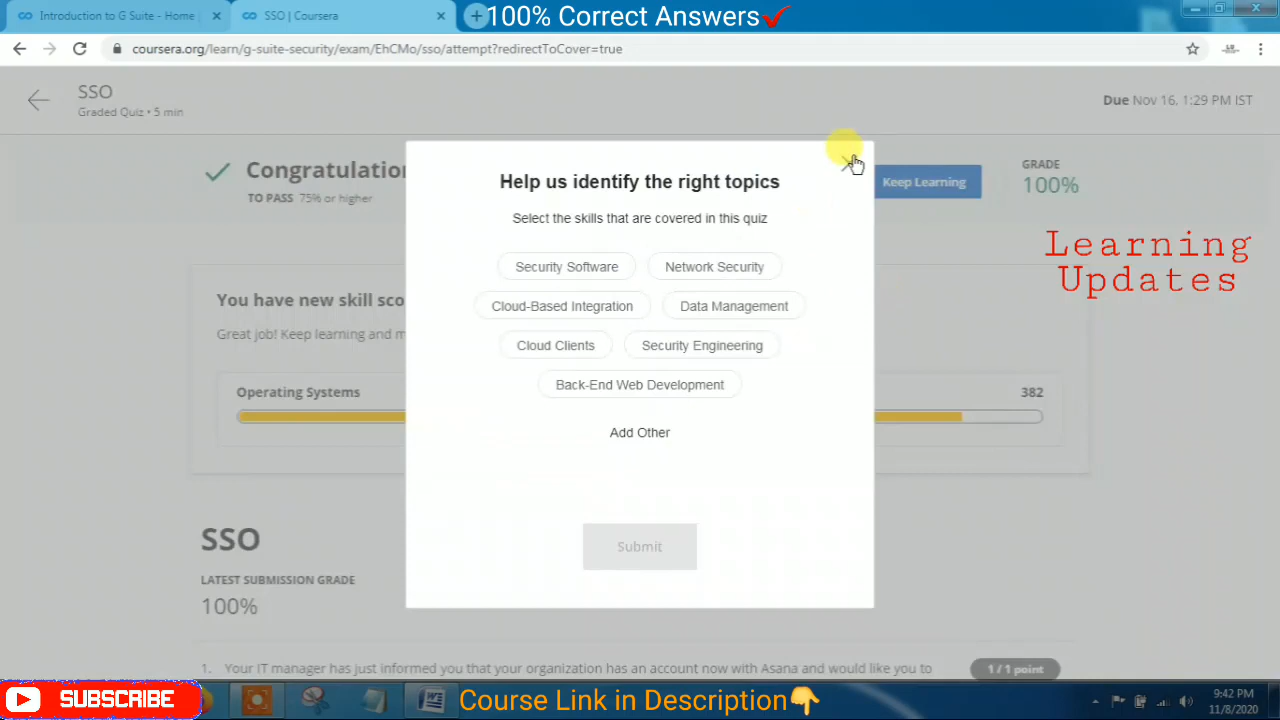 Introduction to G Suite - Home
SSO | Coursera
100% Correct Answers
coursera.org/learn/g-suite-security/exam/EhCMo/sso/attempt?redirectToCover=true
SSO
Graded Quiz • 5 min
Due Nov 16, 1:29 PM IST
Congratulation
TO PASS 75% or higher
Keep Learning
GRADE
100%
Learning
Updates
Help us identify the right topics
Select the skills that are covered in this quiz
Security Software
Network Security
Cloud-Based Integration
Data Management
Cloud Clients
Security Engineering
Back-End Web Development
Add Other
Submit
You have new skill sco
Great job! Keep learning and m
Operating Systems
382
SSO
LATEST SUBMISSION GRADE
100%
1. Your IT manager has just informed you that your organization has an account now with Asana and would like you to
1 / 1 point
SUBSCRIBE
Course Link in Description
9:42 PM
11/8/2020